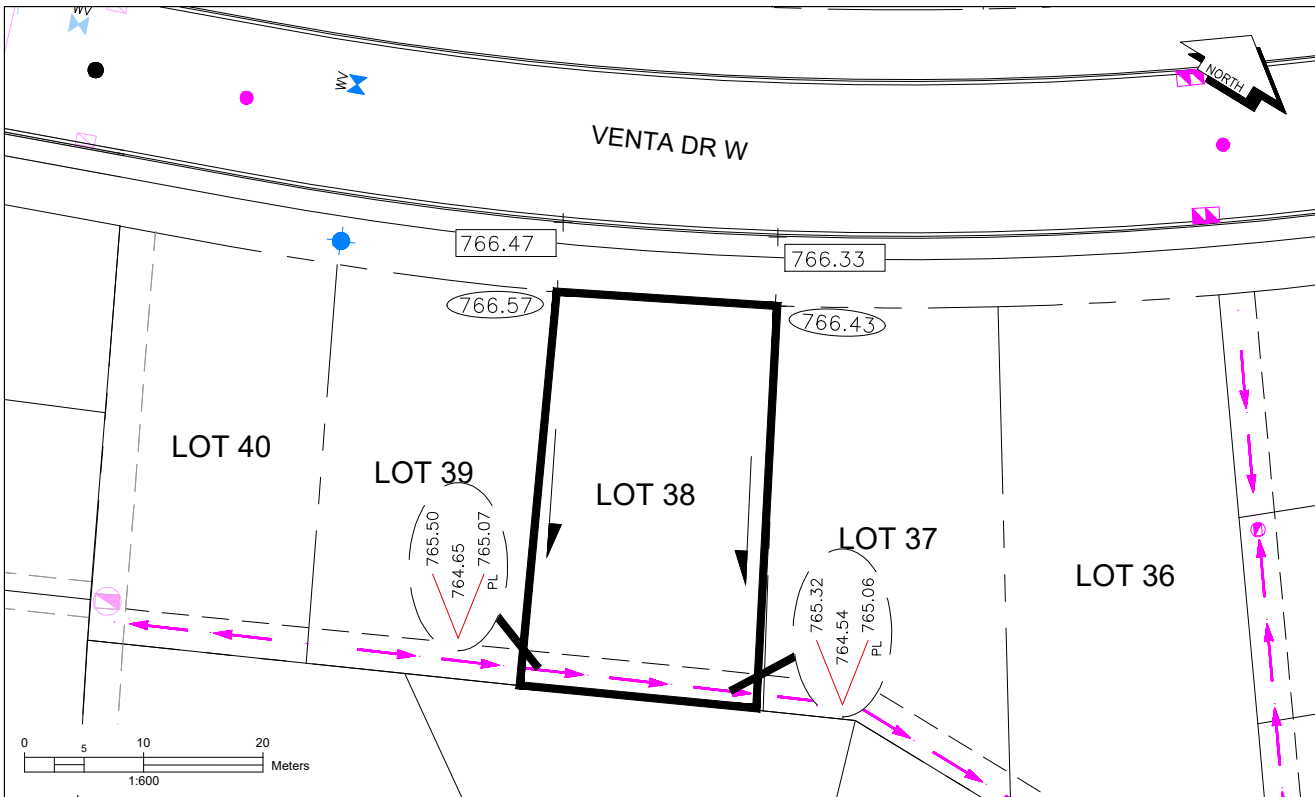 WV
WV
NORTH
VENTA DR W
766.47
766.33
766.57
766.43
LOT 40
LOT 39
LOT 38
LOT 37
LOT 36
765.50
764.65
765.07
PL
765.32
764.54
765.06
PL
0 5 10 20
Meters
1:600